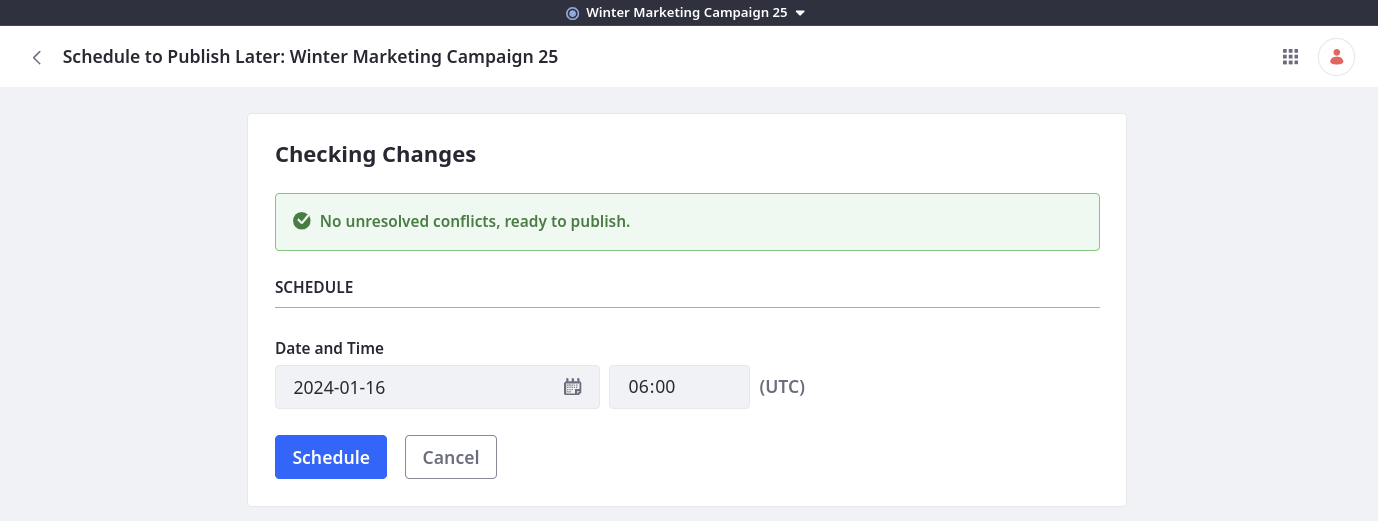 Winter Marketing Campaign 25
Schedule to Publish Later: Winter Marketing Campaign 25
Checking Changes
No unresolved conflicts, ready to publish.
SCHEDULE
Date and Time
2024-01-16 06:00 (UTC)
Schedule Cancel